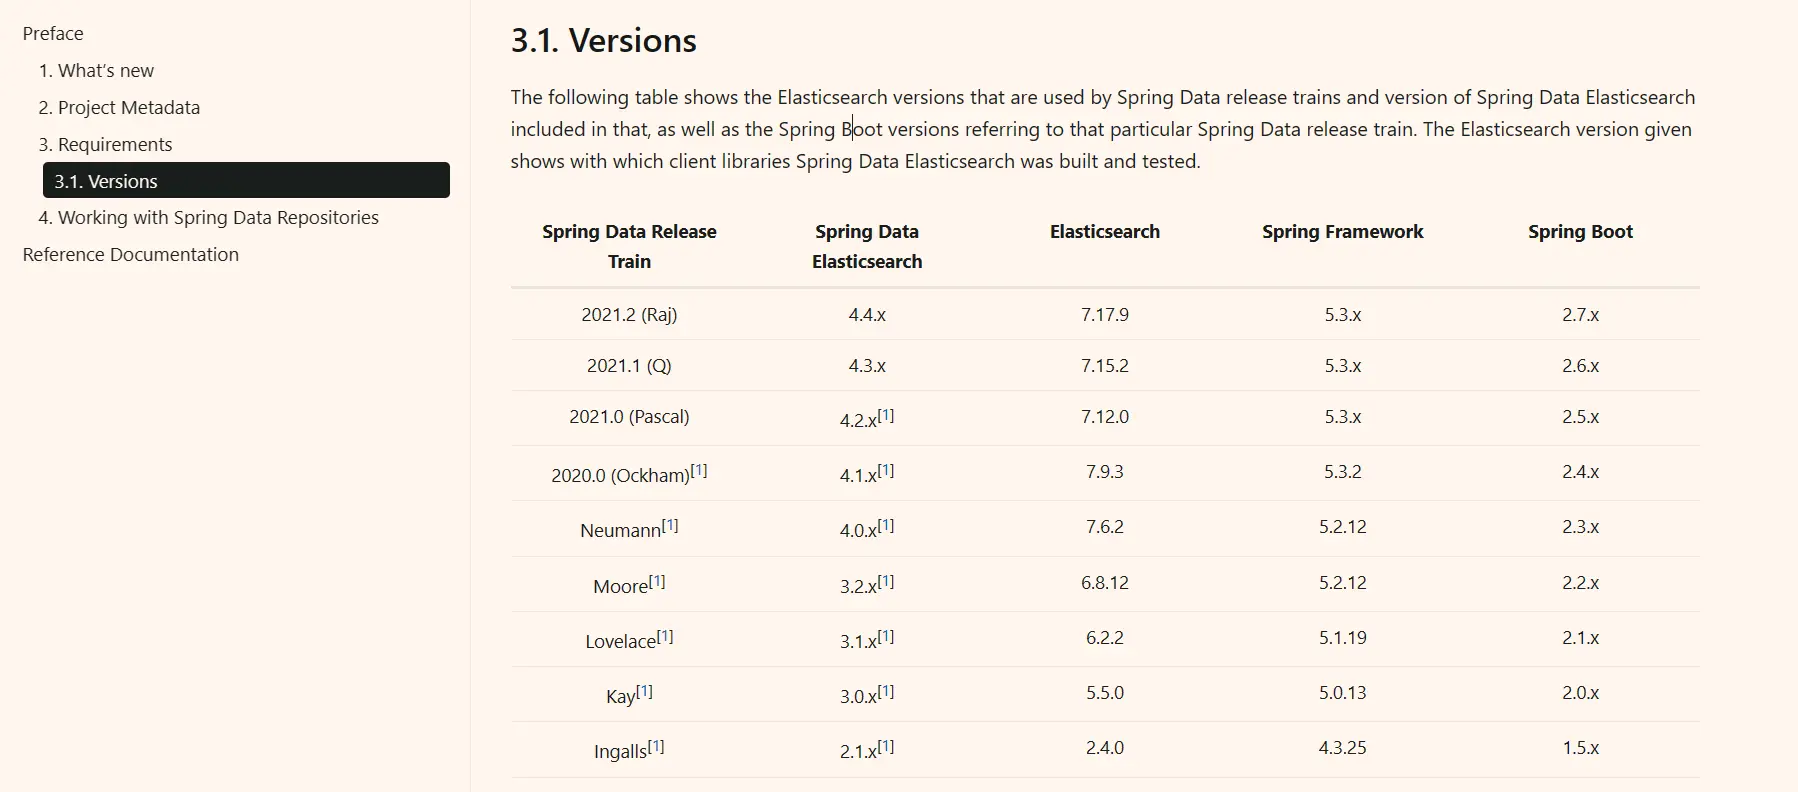 Preface
1. What's new
2. Project Metadata
3. Requirements
3.1. Versions
4. Working with Spring Data Repositories
Reference Documentation
3.1. Versions
The following table shows the Elasticsearch versions that are used by Spring Data release trains and version of Spring Data Elasticsearch
included in that, as well as the Spring Boot versions referring to that particular Spring Data release train. The Elasticsearch version given
shows with which client libraries Spring Data Elasticsearch was built and tested.
Spring Data Release Train Spring Data Elasticsearch Elasticsearch Spring Framework Spring Boot
2021.2 (Raj) 4.4.x 7.17.9 5.3.x 2.7.x
2021.1 (Q) 4.3.x 7.15.2 5.3.x 2.6.x
2021.0 (Pascal) 4.2.x[1] 7.12.0 5.3.x 2.5.x
2020.0 (Ockham)[1] 4.1.x[1] 7.9.3 5.3.2 2.4.x
Neumann[1] 4.0.x[1] 7.6.2 5.2.12 2.3.x
Moore[1] 3.2.x[1] 6.8.12 5.2.12 2.2.x
Lovelace[1] 3.1.x[1] 6.2.2 5.1.19 2.1.x
Kay[1] 3.0.x[1] 5.5.0 5.0.13 2.0.x
Ingalls[1] 2.1.x[1] 2.4.0 4.3.25 1.5.x